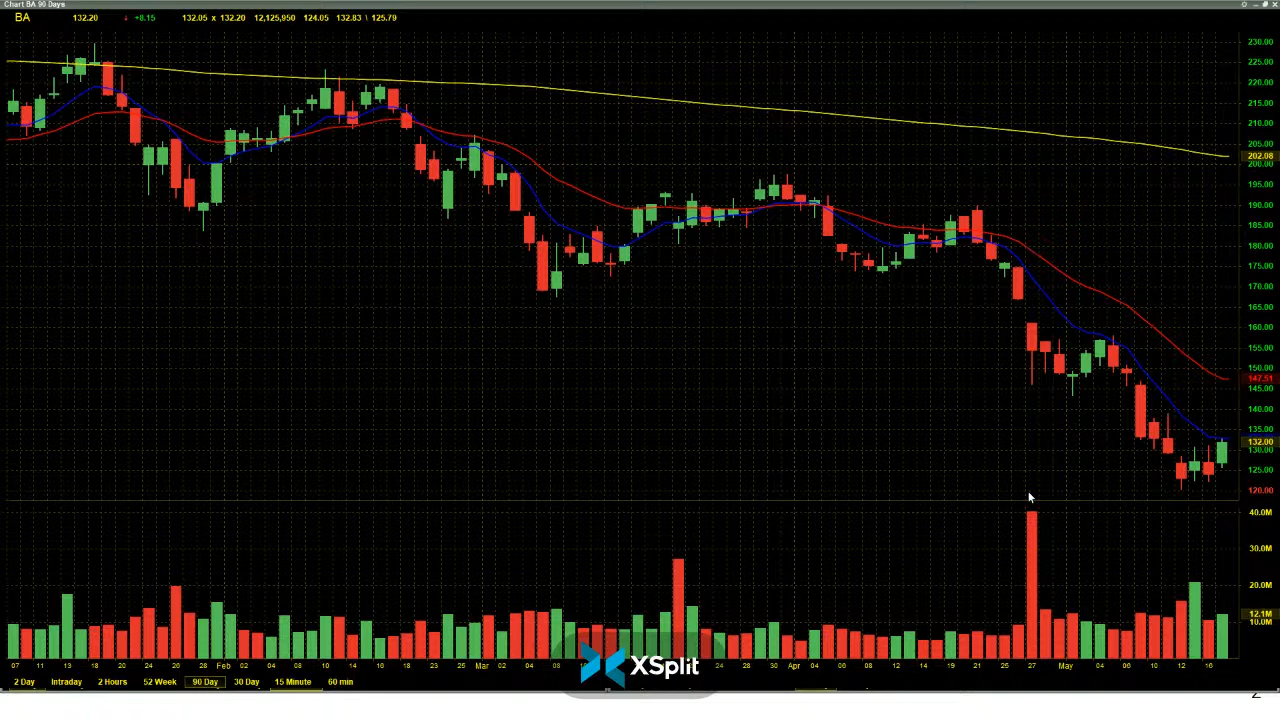 Chart BA 90 Days
BA 132.20 +8.15 132.05 x 132.20 12,125,950 124.05 132.83 \ 125.79
230.00
225.00
220.00
215.00
210.00
205.00
202.08
200.00
195.00
190.00
185.00
180.00
175.00
170.00
165.00
160.00
155.00
150.00
147.51
145.00
140.00
135.00
132.00
130.00
125.00
120.00
40.0M
30.0M
20.0M
12.1M
10.0M
07 11 13 18 20 24 26 28 Feb 02 04 08 10 14 16 18 23 25 Mar 02 04 08 24 28 30 Apr 04 06 08 12 14 19 21 25 27 May 04 06 10 12 16
XSplit
2 Day Intraday 2 Hours 52 Week 90 Day 30 Day 15 Minute 60 min